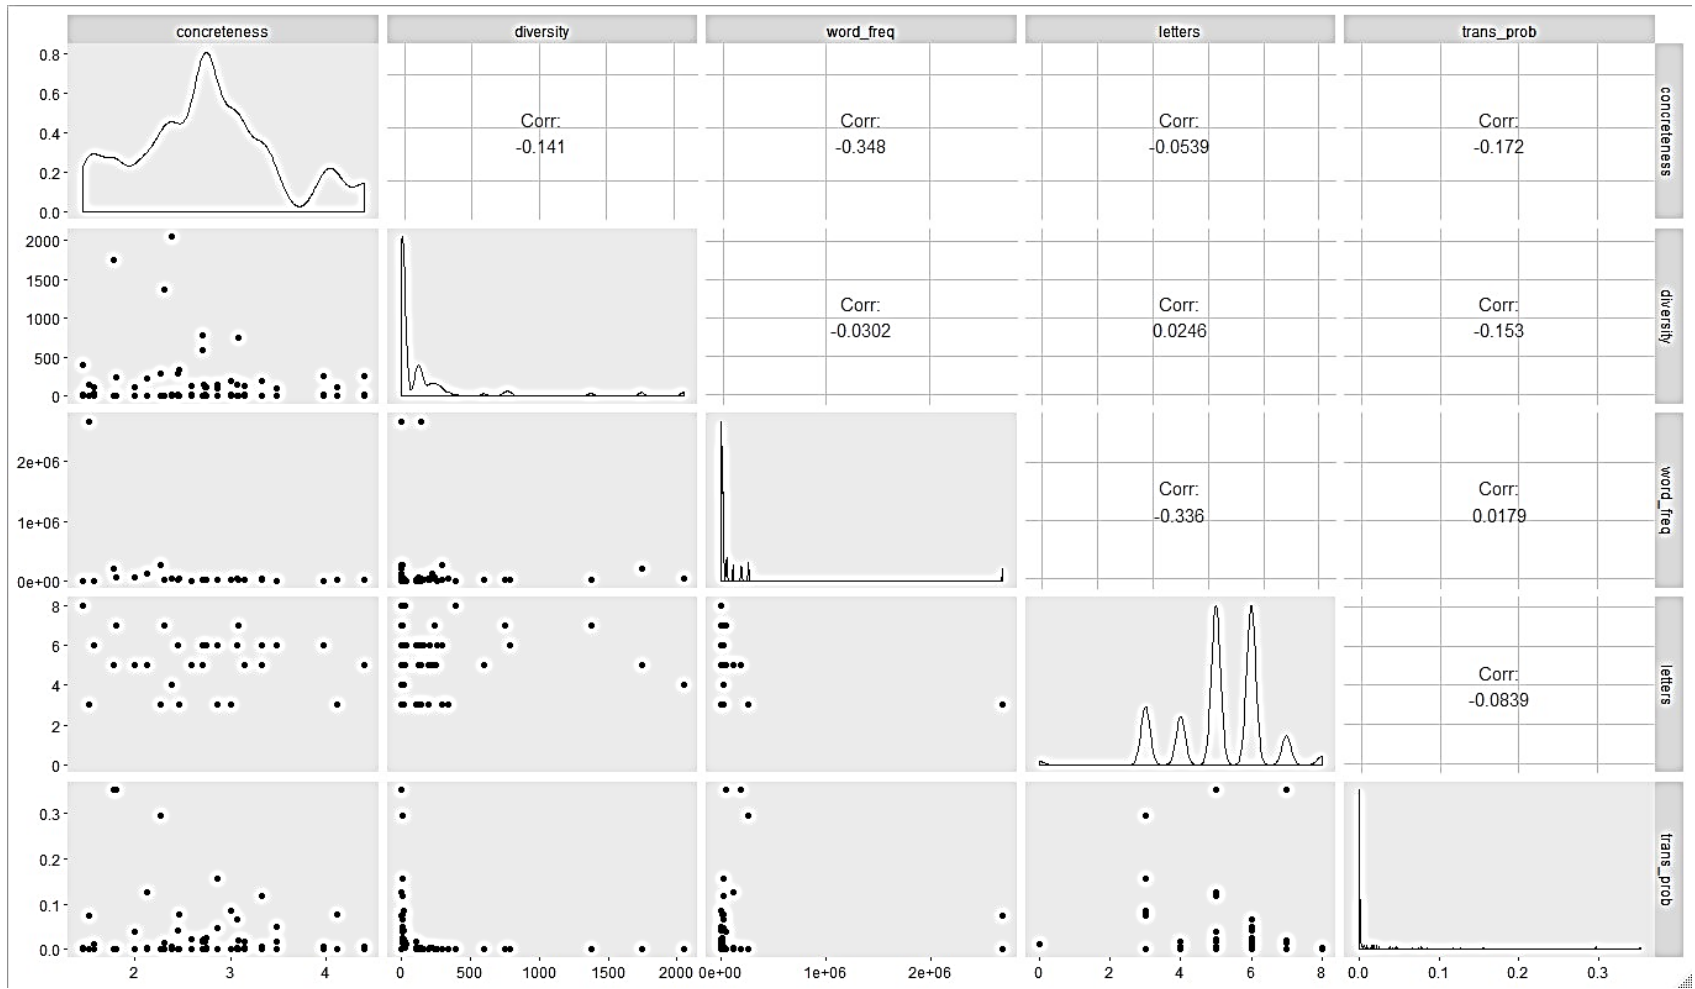 concreteness diversity word_freq letters trans_prob
0.8
0.6
0.4
0.2
0.0
Corr:
-0.141
Corr:
-0.348
Corr:
-0.0539
Corr:
-0.172
concreteness
2000
1500
1000
500
0
Corr:
-0.0302
Corr:
0.0246
Corr:
-0.153
diversity
2e+06
1e+06
0e+00
Corr:
-0.336
Corr:
0.0179
word_freq
8
6
4
2
0
Corr:
-0.0839
letters
0.3
0.2
0.1
0.0
trans_prob
2 3 4 0 500 1000 1500 2000 0e+00 1e+06 2e+06 0 2 4 6 8 0.0 0.1 0.2 0.3